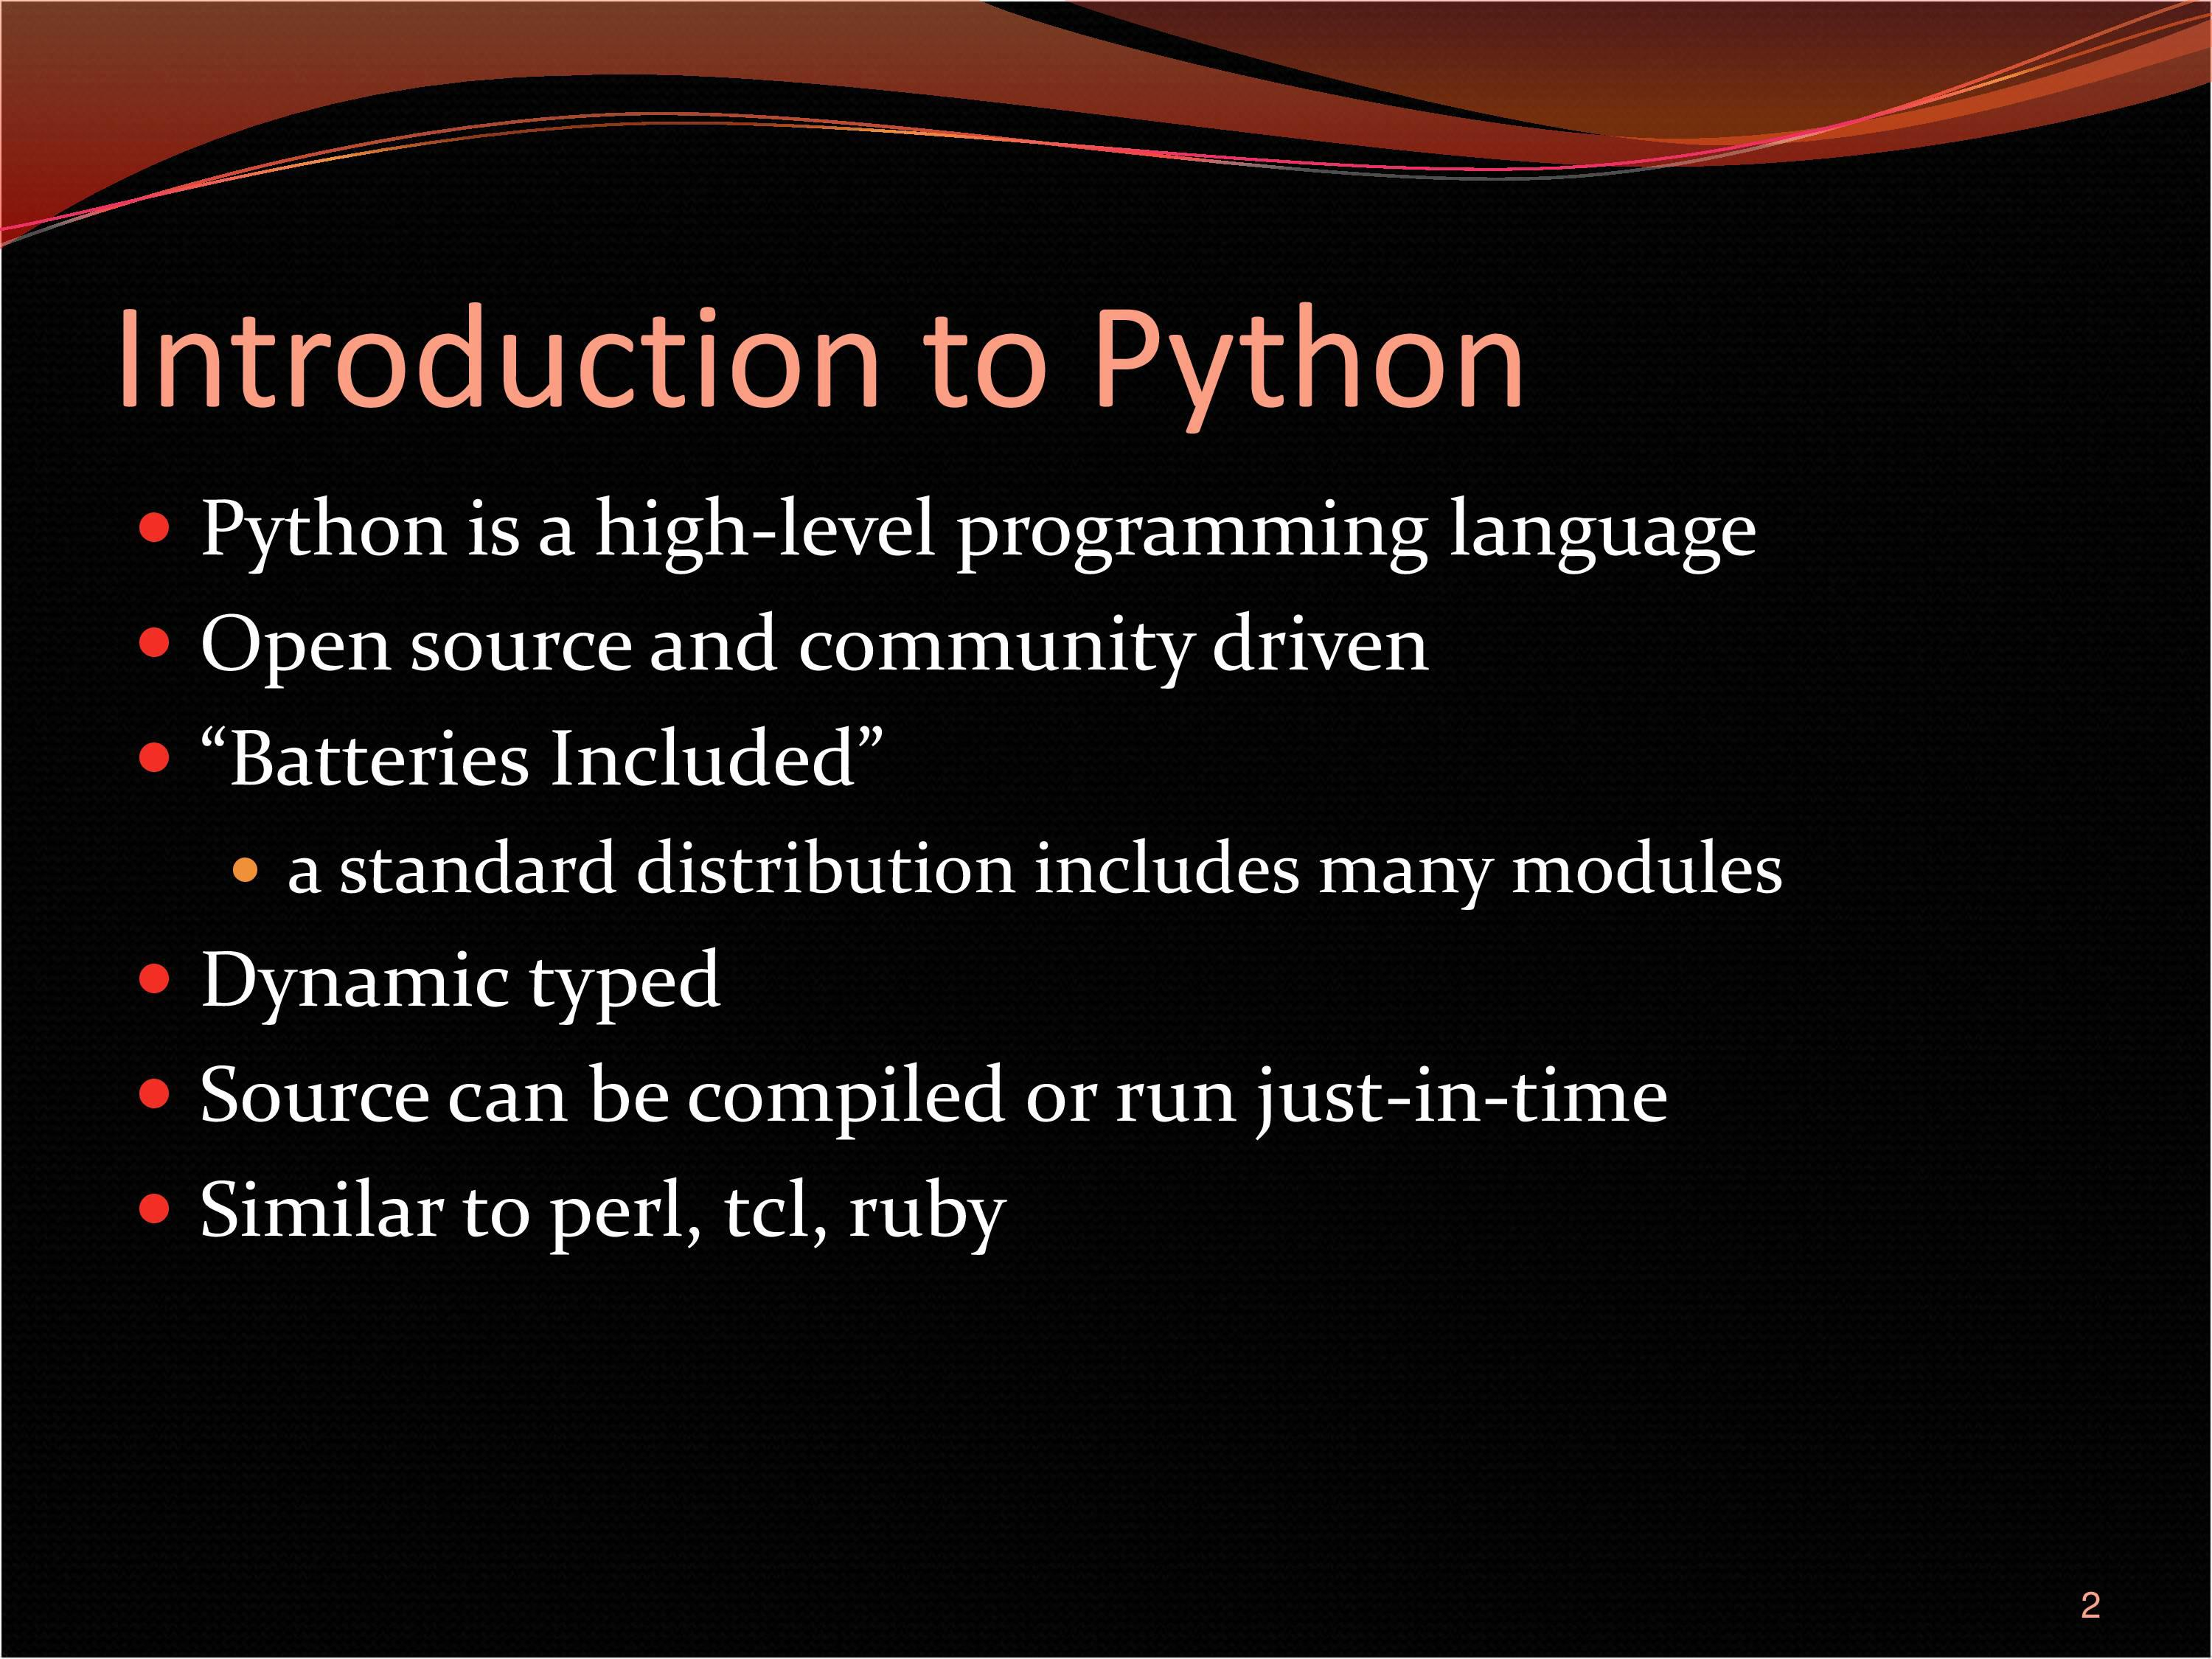 Introduction to Python
Python is a high-level programming language
Open source and community driven
“Batteries Included”
a standard distribution includes many modules
Dynamic typed
Source can be compiled or run just-in-time
Similar to perl, tcl, ruby
2